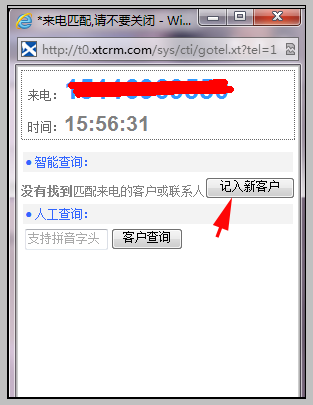 *来电匹配,请不要关闭 - Wi...
http://t0.xtcrm.com/sys/cti/gotel.xt?tel=1
来电:
时间: 15:56:31
●智能查询:
没有找到匹配来电的客户或联系人 记入新客户
●人工查询:
支持拼音字头 客户查询